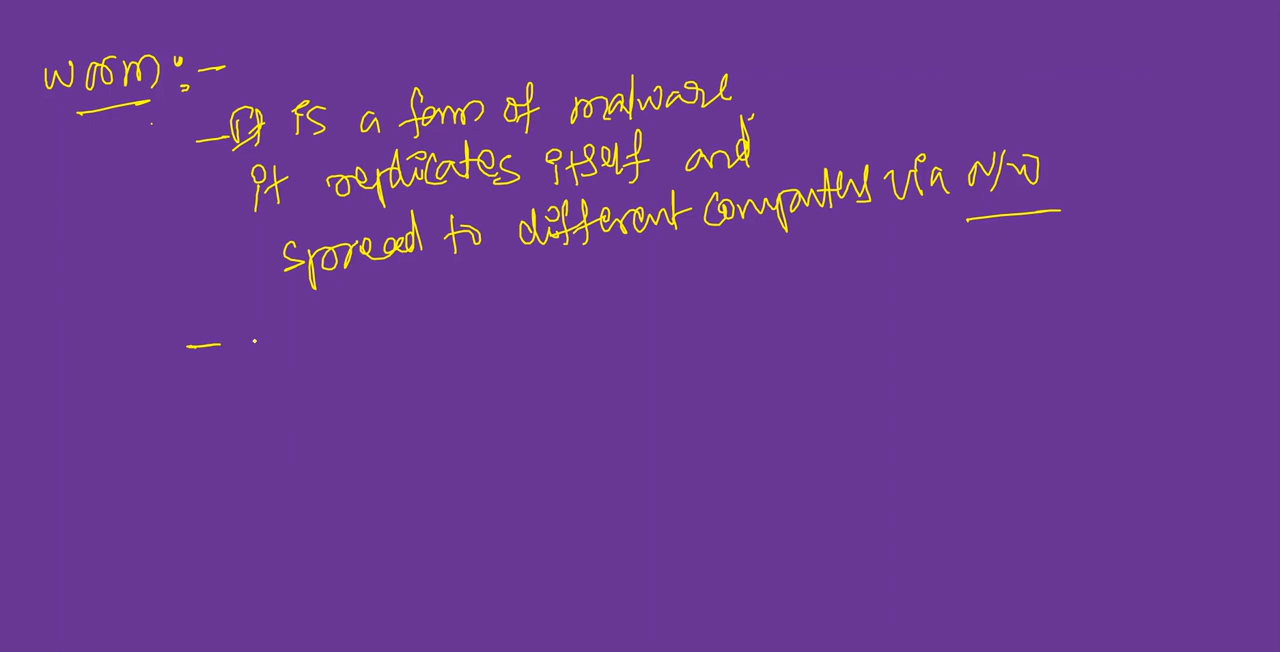 worm :-
- It is a form of malware
it replicates itself and
spread to different computers via N/W
-